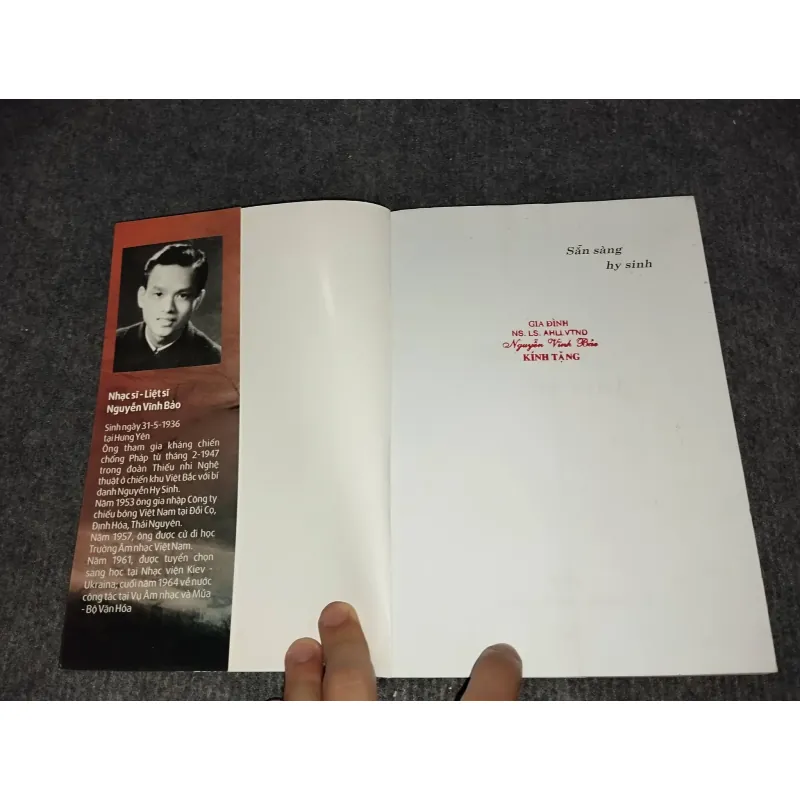 Nhạc sĩ - Liệt sĩ
Nguyễn Vĩnh Bảo
Sinh ngày 31-5-1936
tại Hưng Yên
Ông tham gia kháng chiến
chống Pháp từ tháng 2-1947
trong đoàn Thiếu nhi Nghệ
thuật ở chiến khu Việt Bắc với bí
danh Nguyễn Hy Sinh.
Năm 1953 ông gia nhập Công ty
chiếu bóng Việt Nam tại Đồi Cọ,
Định Hóa, Thái Nguyên.
Năm 1957, ông được cử đi học
Trường Âm nhạc Việt Nam.
Năm 1961, được tuyển chọn
sang học tại Nhạc viện Kiev -
Ukraina; cuối năm 1964 về nước
công tác tại Vụ Âm nhạc và Múa
- Bộ Văn Hóa
Sẵn sàng
hy sinh
GIA ĐÌNH
NS. LS. AHLLVTND
Nguyễn Vĩnh Bảo
KÍNH TẶNG